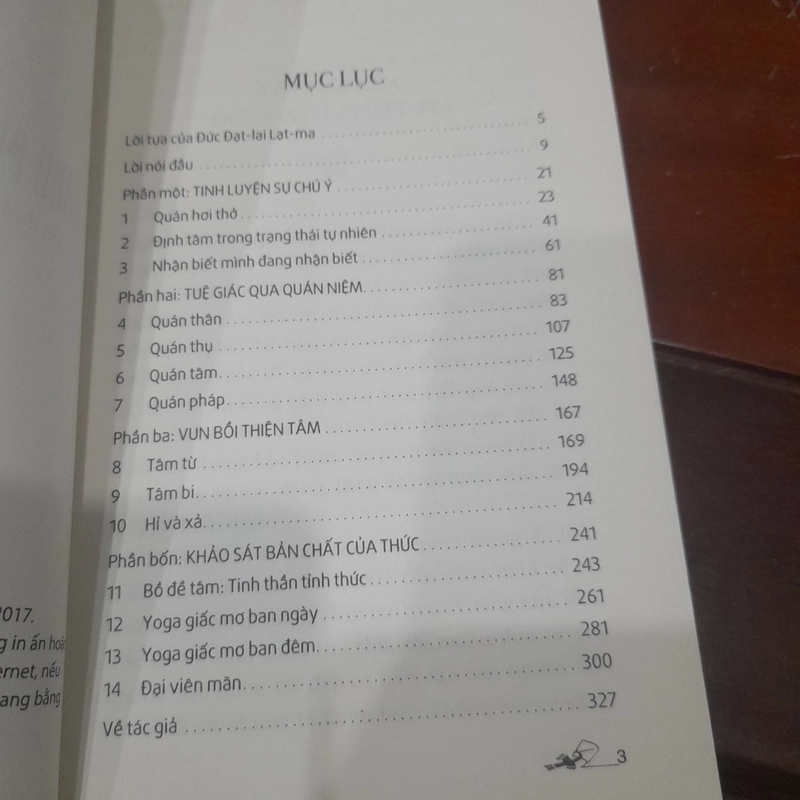 MỤC LỤC
Lời tựa của Đức Đạt-lai Lạt-ma 5
Lời nói đầu 9
Phần một: TINH LUYỆN SỰ CHÚ Ý 21
1 Quán hơi thở 23
2 Định tâm trong trạng thái tự nhiên 41
3 Nhận biết mình đang nhận biết 61
Phần hai: TUỆ GIÁC QUA QUÁN NIỆM 81
4 Quán thân 83
5 Quán thụ 107
6 Quán tâm 125
7 Quán pháp 148
Phần ba: VUN BỒI THIỆN TÂM 167
8 Tâm từ 169
9 Tâm bi 194
10 Hỉ và xả 214
Phần bốn: KHẢO SÁT BẢN CHẤT CỦA THỨC 241
11 Bồ đề tâm: Tinh thần tỉnh thức 243
12 Yoga giấc mơ ban ngày 261
13 Yoga giấc mơ ban đêm 281
14 Đại viên mãn 300
Về tác giả 327
3
2017.
in ấn
ernet, nếu
ang bằng